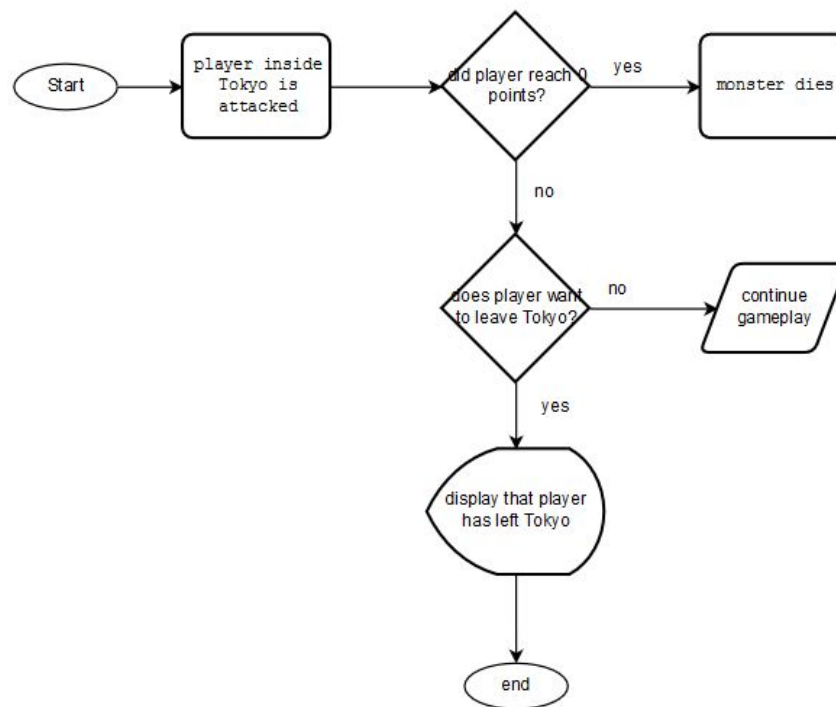 Start
player inside
Tokyo is
attacked
did player reach 0
points?
yes
monster dies
no
does player want
to leave Tokyo?
no
continue
gameplay
yes
display that player
has left Tokyo
end